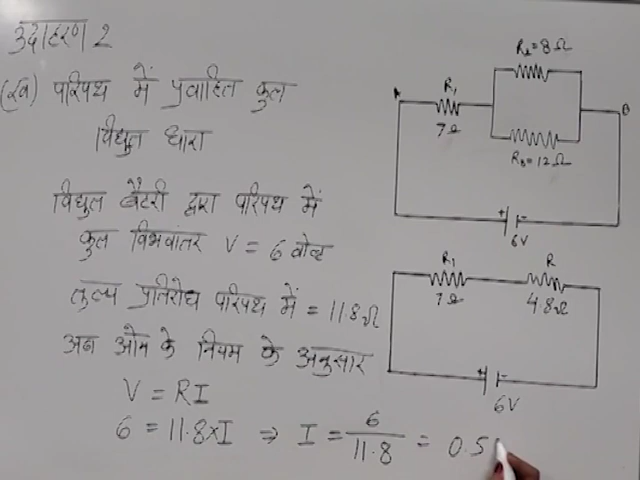 उदाहरण 2
(ख) परिपथ में प्रवाहित कुल
विद्युत धारा
विद्युत बैटरी द्वारा परिपथ में
कुल विभवांतर V = 6 वोल्ट
तुल्य प्रतिरोध परिपथ में = 11.8Ω
अब ओम के नियम के अनुसार
V = RI
6 = 11.8×I ⇒ I = 6/11.8 = 0.5
R₂=8Ω
A R₁ B
7Ω
R₃=12Ω
+ -
6V
R₁ R
7Ω 4.8Ω
+ -
6V